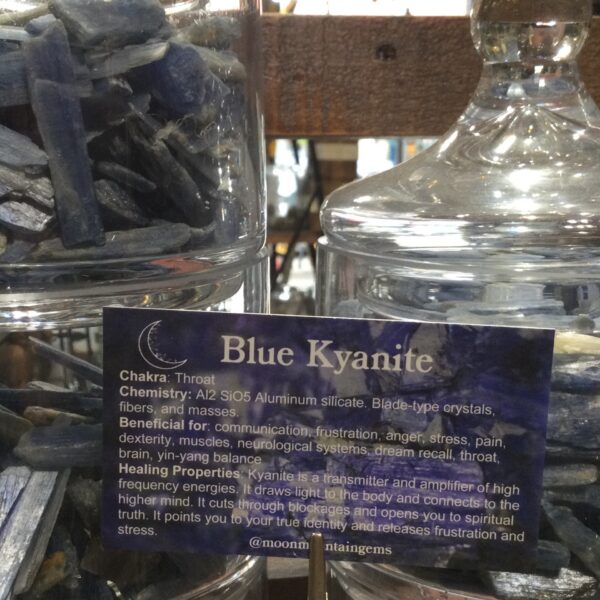 Blue Kyanite
Chakra: Throat
Chemistry: Al2 SiO5 Aluminum silicate. Blade-type crystals,
fibers, and masses.
Beneficial for: communication, frustration, anger, stress, pain,
dexterity, muscles, neurological systems, dream recall, throat,
brain, yin-yang balance
Healing Properties: Kyanite is a transmitter and amplifier of high
frequency energies. It draws light to the body and connects to the
higher mind. It cuts through blockages and opens you to spiritual
truth. It points you to your true identity and releases frustration and
stress.
@moonmountaingems